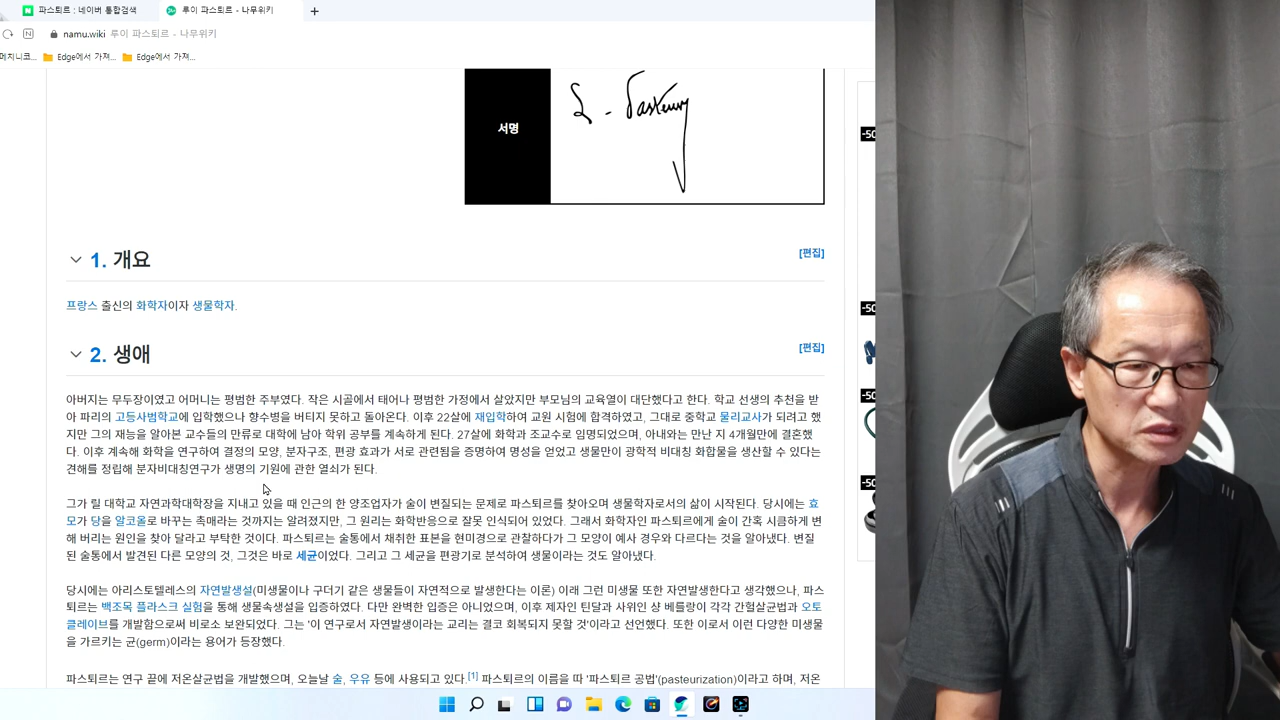 파스퇴르 : 네이버 통합검색
루이 파스퇴르 - 나무위키
namu.wiki 루이 파스퇴르 - 나무위키
메치니코... Edge에서 가져... Edge에서 가져...
서명
L. Pasteur
-50
-50
-50
-50
1. 개요 [편집]
프랑스 출신의 화학자이자 생물학자.
2. 생애 [편집]
아버지는 무두장이였고 어머니는 평범한 주부였다. 작은 시골에서 태어나 평범한 가정에서 살았지만 부모님의 교육열이 대단했다고 한다. 학교 선생의 추천을 받
아 파리의 고등사범학교에 입학했으나 향수병을 버티지 못하고 돌아온다. 이후 22살에 재입학하여 교원 시험에 합격하였고, 그대로 중학교 물리교사가 되려고 했
지만 그의 재능을 알아본 교수들의 만류로 대학에 남아 학위 공부를 계속하게 된다. 27살에 화학과 조교수로 임명되었으며, 아내와는 만난 지 4개월만에 결혼했
다. 이후 계속해 화학을 연구하여 결정의 모양, 분자구조, 편광 효과가 서로 관련됨을 증명하여 명성을 얻었고 생물만이 광학적 비대칭 화합물을 생산할 수 있다는
견해를 정립해 분자비대칭연구가 생명의 기원에 관한 열쇠가 된다.
그가 릴 대학교 자연과학대학장을 지내고 있을 때 인근의 한 양조업자가 술이 변질되는 문제로 파스퇴르를 찾아오며 생물학자로서의 삶이 시작된다. 당시에는 효
모가 당을 알코올로 바꾸는 촉매라는 것까지는 알려졌지만, 그 원리는 화학반응으로 잘못 인식되어 있었다. 그래서 화학자인 파스퇴르에게 술이 간혹 시큼하게 변
해 버리는 원인을 찾아 달라고 부탁한 것이다. 파스퇴르는 술통에서 채취한 표본을 현미경으로 관찰하다가 그 모양이 예사 경우와 다르다는 것을 알아냈다. 변질
된 술통에서 발견된 다른 모양의 것, 그것은 바로 세균이었다. 그리고 그 세균을 편광기로 분석하여 생물이라는 것도 알아냈다.
당시에는 아리스토텔레스의 자연발생설(미생물이나 구더기 같은 생물들이 자연적으로 발생한다는 이론) 이래 그런 미생물 또한 자연발생한다고 생각했으나, 파스
퇴르는 백조목 플라스크 실험을 통해 생물속생설을 입증하였다. 다만 완벽한 입증은 아니었으며, 이후 제자인 틴달과 사위인 샹 베를랑이 각각 간헐살균법과 오토
클레이브를 개발함으로써 비로소 보완되었다. 그는 '이 연구로서 자연발생이라는 교리는 결코 회복되지 못할 것'이라고 선언했다. 또한 이로서 이런 다양한 미생물
을 가르키는 균(germ)이라는 용어가 등장했다.
파스퇴르는 연구 끝에 저온살균법을 개발했으며, 오늘날 술, 우유 등에 사용되고 있다.[1] 파스퇴르의 이름을 따 '파스퇴르 공법'(pasteurization)이라고 하며, 저온